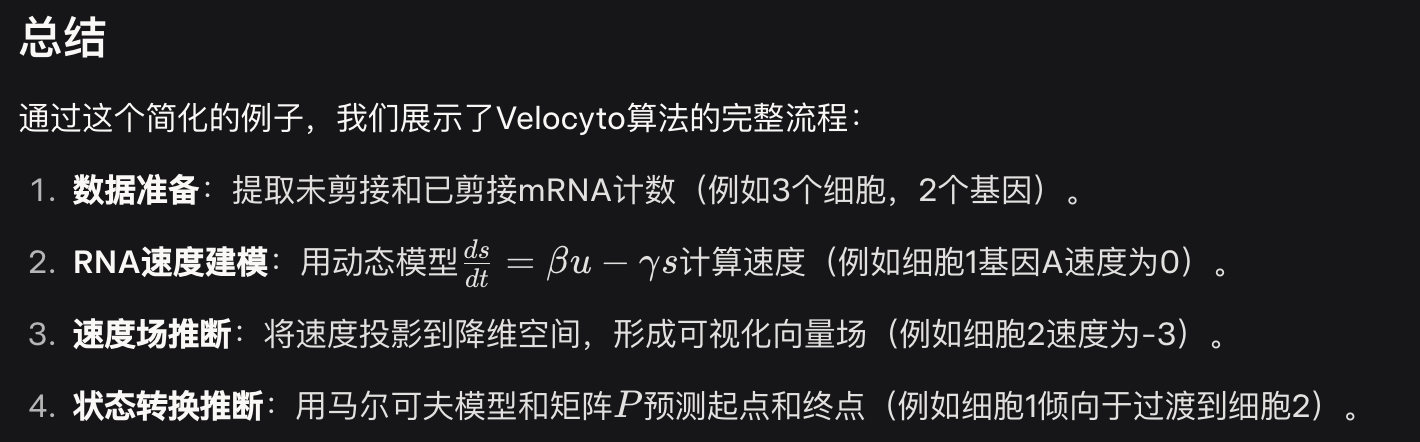 总结
通过这个简化的例子，我们展示了Velocyto算法的完整流程：
1. 数据准备：提取未剪接和已剪接mRNA计数（例如3个细胞，2个基因）。
2. RNA速度建模：用动态模型$\frac{ds}{dt} = \beta u - \gamma s$计算速度（例如细胞1基因A速度为0）。
3. 速度场推断：将速度投影到降维空间，形成可视化向量场（例如细胞2速度为-3）。
4. 状态转换推断：用马尔可夫模型和矩阵P预测起点和终点（例如细胞1倾向于过渡到细胞2）。